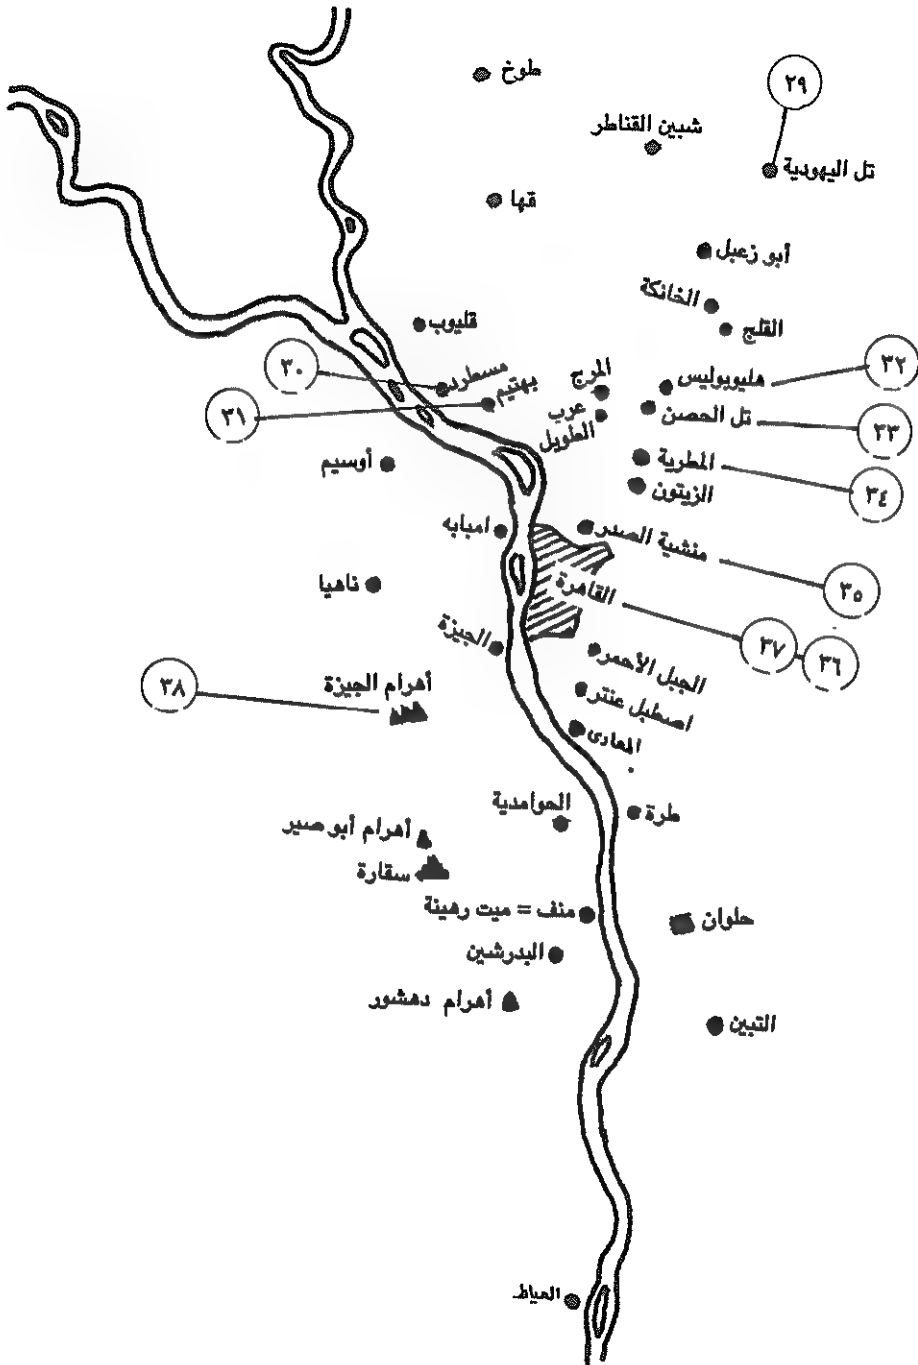 طوخ
٢٩
شبين القناطر
تل اليهودية
قها
أبو زعبل
الخانكة
القلج
قليوب
٣٠
مسطرد
بهتيم
٣١
المرج
عرب
الطويل
هليوبوليس
٣٢
تل الحصن
٣٣
المطرية
٣٤
الزيتون
أوسيم
امبابه
منشية الصدر
٣٥
القاهرة
٣٧
٣٦
ناهيا
الجيزة
الجبل الأحمر
اصطبل عنتر
المعادى
أهرام الجيزة
٣٨
الحوامدية
طرة
أهرام أبو صير
سقارة
منف = ميت رهينة
حلوان
البدرشين
أهرام دهشور
التبين
العياط